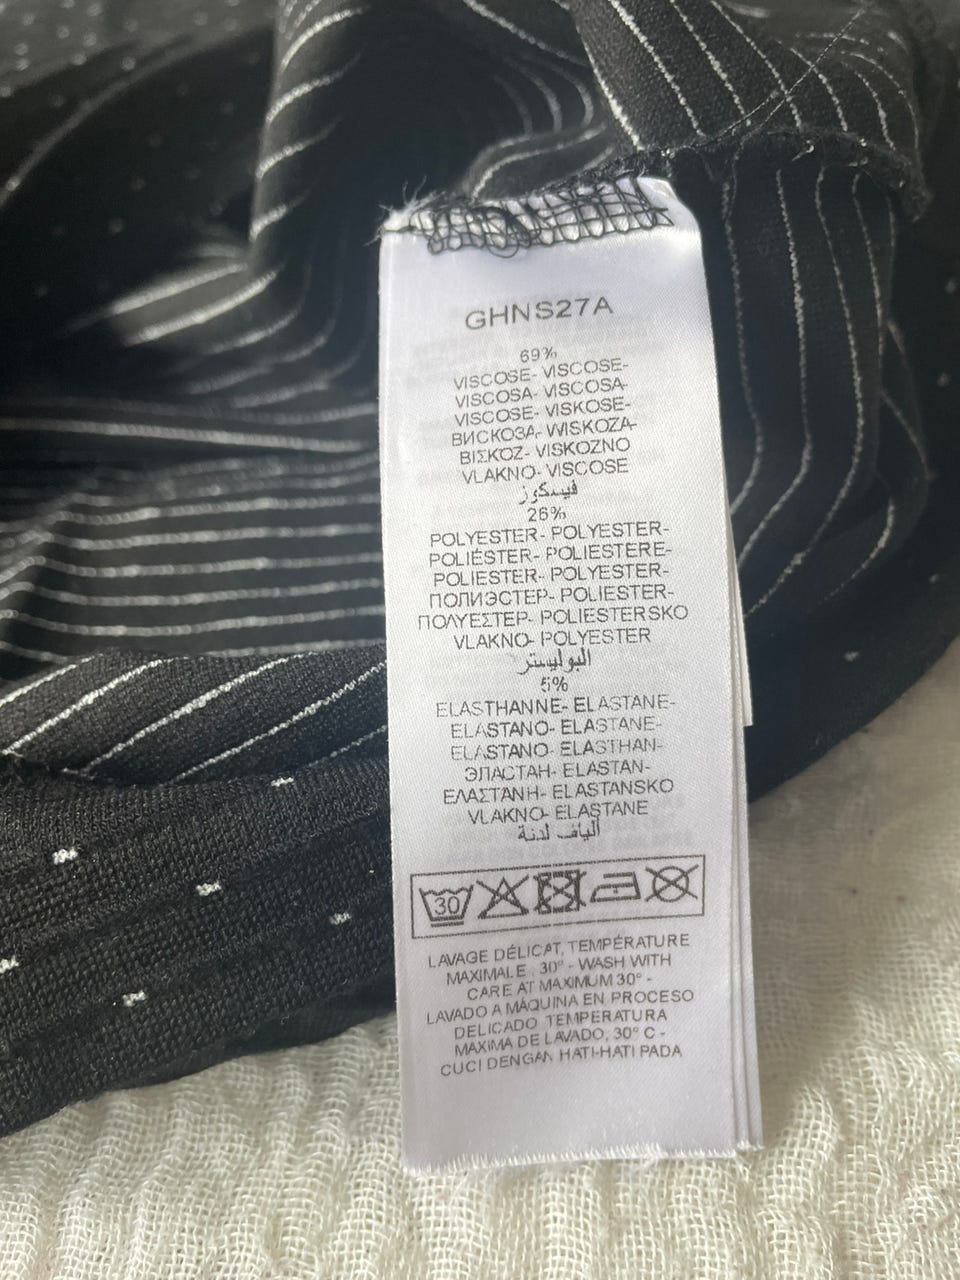 GHNS27A
69%
VISCOSE- VISCOSE-
VISCOSA- VISCOSA-
VISCOSE- VISKOSE-
ВИСКОЗА- WISKOZA-
ΒΙΣΚΟΖ- VISKOZNO
VLAKNO- VISCOSE
فيسكوز
26%
POLYESTER- POLYESTER-
POLIÉSTER- POLIESTERE-
POLIESTER- POLYESTER-
ПОЛИЭСТЕР- POLIESTER-
ΠΟΛΥΕΣΤΕΡ- POLIESTERSKO
VLAKNO- POLYESTER
البوليستر
5%
ELASTHANNE- ELASTANE-
ELASTANO- ELASTANE-
ELASTANO- ELASTHAN-
ЭЛАСТАН- ELASTAN-
ΕΛΑΣΤΑΝΗ- ELASTANSKO
VLAKNO- ELASTANE
ألياف لدنة
30
LAVAGE DÉLICAT, TEMPÉRATURE
MAXIMALE . 30° - WASH WITH
CARE AT MAXIMUM 30° -
LAVADO A MÁQUINA EN PROCESO
DELICADO TEMPERATURA
MAXIMA DE LAVADO, 30° C -
CUCI DENGAN HATI-HATI PADA